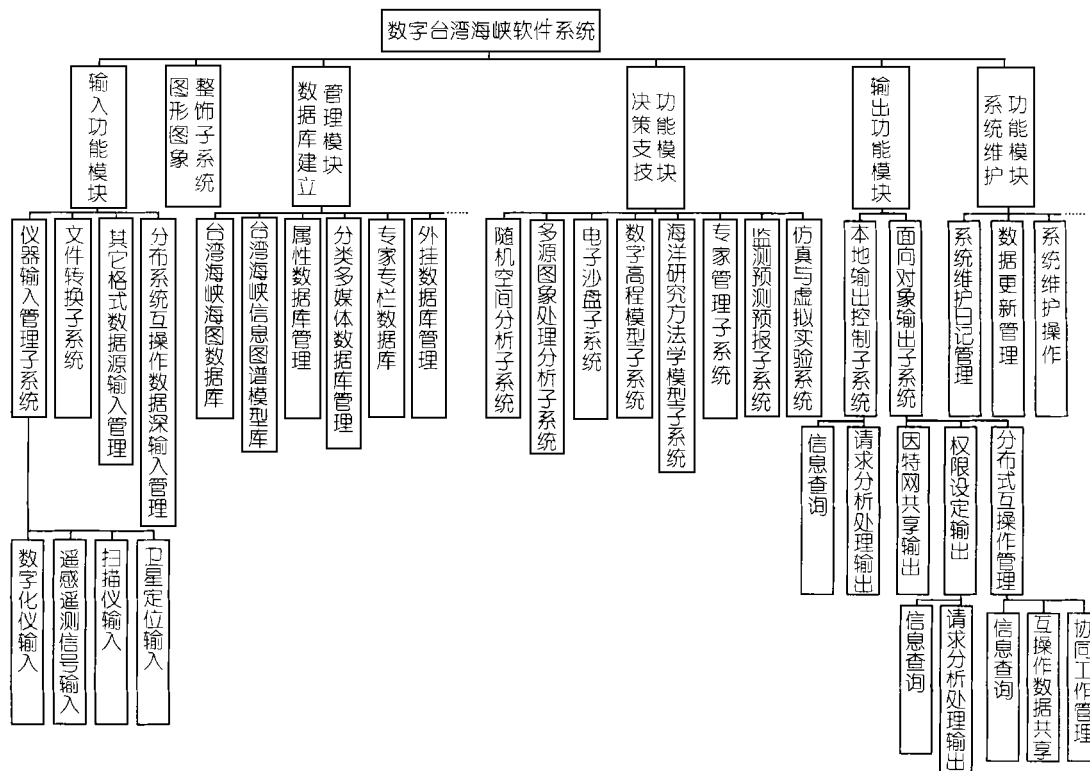 数字台湾海峡软件系统
输入功能模块
整饰子系统
图形图象
管理模块
数据库建立
功能模块
决策支技
输出功能模块
功能模块
系统维护
仪器输入管理子系统
文件转换子系统
其它格式数据源输入管理
分布系统互操作数据深输入管理
台湾海峡海图数据库
台湾海峡信息图谱模型库
属性数据库管理
分类多媒体数据库管理
专家专栏数据库
外挂数据库管理
随机空间分析子系统
多源图象处理分析子系统
电子沙盘子系统
数字高程模型子系统
海洋研究方法学模型子系统
专家管理子系统
监测预测预报子系统
仿真与虚拟实验系统
本地输出控制子系统
面向对象输出子系统
系统维护日记管理
数据更新管理
系统维护操作
信息查询
请求分析处理输出
因特网共享输出
权限设定输出
分布式互操作管理
数字化仪输入
遥感遥测信号输入
扫描仪输入
卫星定位输入
信息查询
请求分析处理输出
信息查询
互操作数据共享
协同工作管理